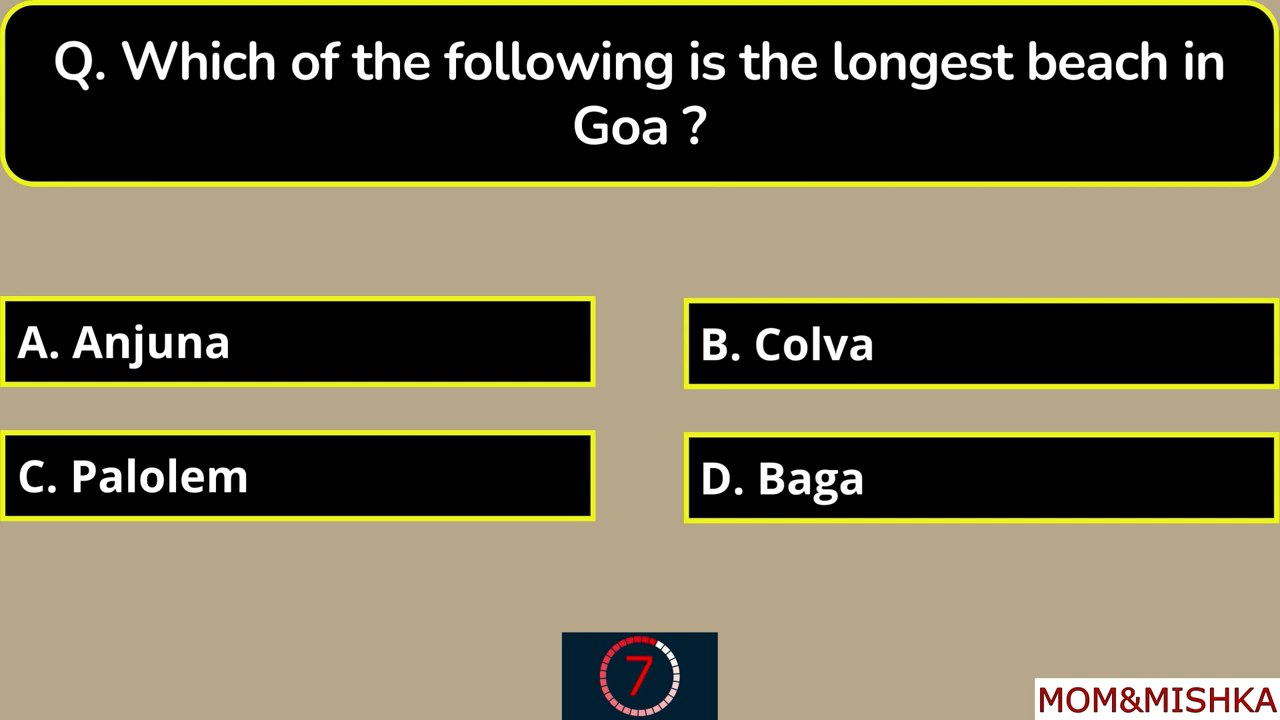 Q. Which of the following is the longest beach in
Goa ?
A. Anjuna
B. Colva
C. Palolem
D. Baga
7
MOM&MISHKA